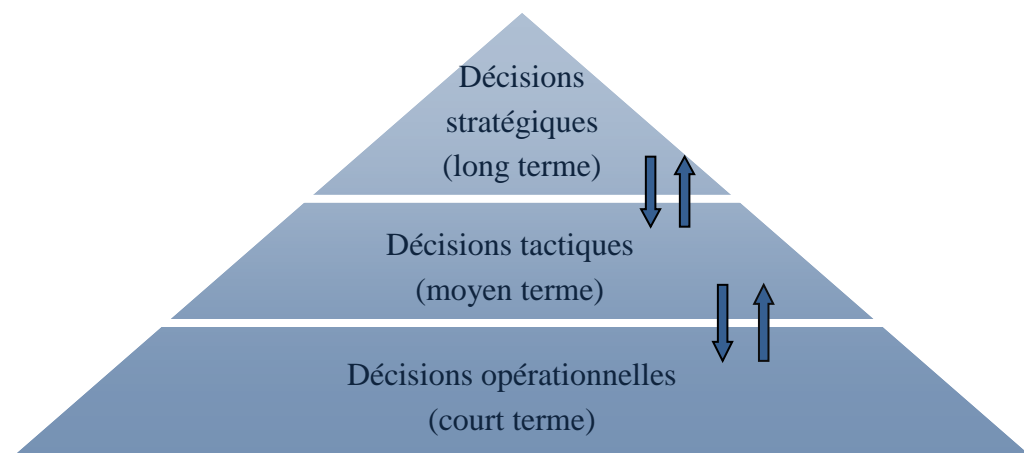 Décisions
stratégiques
(long terme)
Décisions tactiques
(moyen terme)
Décisions opérationnelles
(court terme)